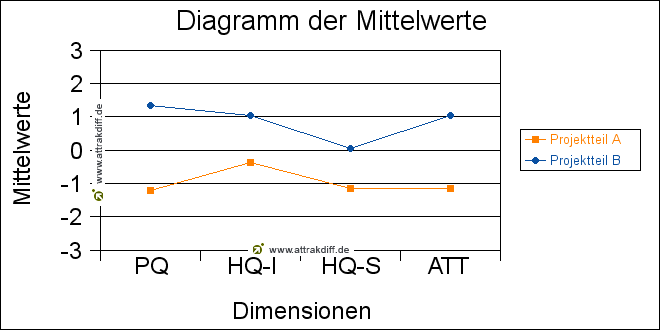 Diagramm der Mittelwerte
Mittelwerte
3
2
1
0
-1
-2
-3
www.attrakdiff.de
www.attrakdiff.de
PQ
HQ-I
HQ-S
ATT
Dimensionen
Projektteil A
Projektteil B